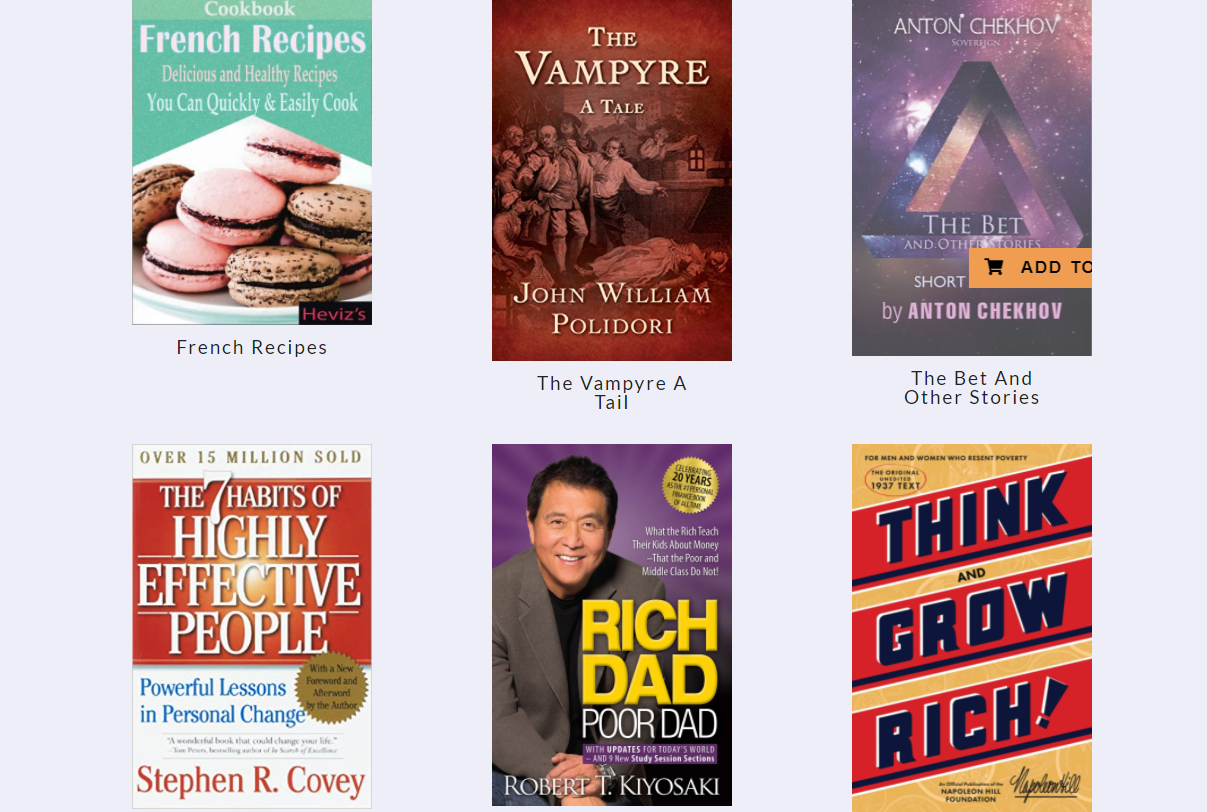 Cookbook
French Recipes
Delicious and Healthy Recipes
You Can Quickly & Easily Cook
Heviz's
French Recipes
THE
VAMPYRE
A TALE
JOHN WILLIAM
POLIDORI
The Vampyre A
Tail
ANTON CHEKHOV
SOVEREIGN
THE BET
AND OTHER STORIES
SHORT
ADD TO
by ANTON CHEKHOV
The Bet And
Other Stories
OVER 15 MILLION SOLD
THE 7 HABITS OF
HIGHLY
EFFECTIVE
PEOPLE
With a New
Foreword and
Afterword
by the Author
Powerful Lessons
in Personal Change
"A wonderful book that could change your life."
—Tom Peters, bestselling author of In Search of Excellence
Stephen R. Covey
CELEBRATING
20 YEARS
AS THE #1 PERSONAL
FINANCE BOOK
OF ALL TIME
What the Rich Teach
Their Kids About Money
–That the Poor and
Middle Class Do Not!
RICH
DAD
POOR DAD
WITH UPDATES FOR TODAY'S WORLD
– AND 9 New Study Session Sections
ROBERT T. KIYOSAKI
FOR MEN AND WOMEN WHO RESENT POVERTY
THE ORIGINAL
UNEDITED
1937 TEXT
THINK
AND
GROW
RICH!
An Official Publication of the
NAPOLEON HILL
FOUNDATION
Napoleon Hill